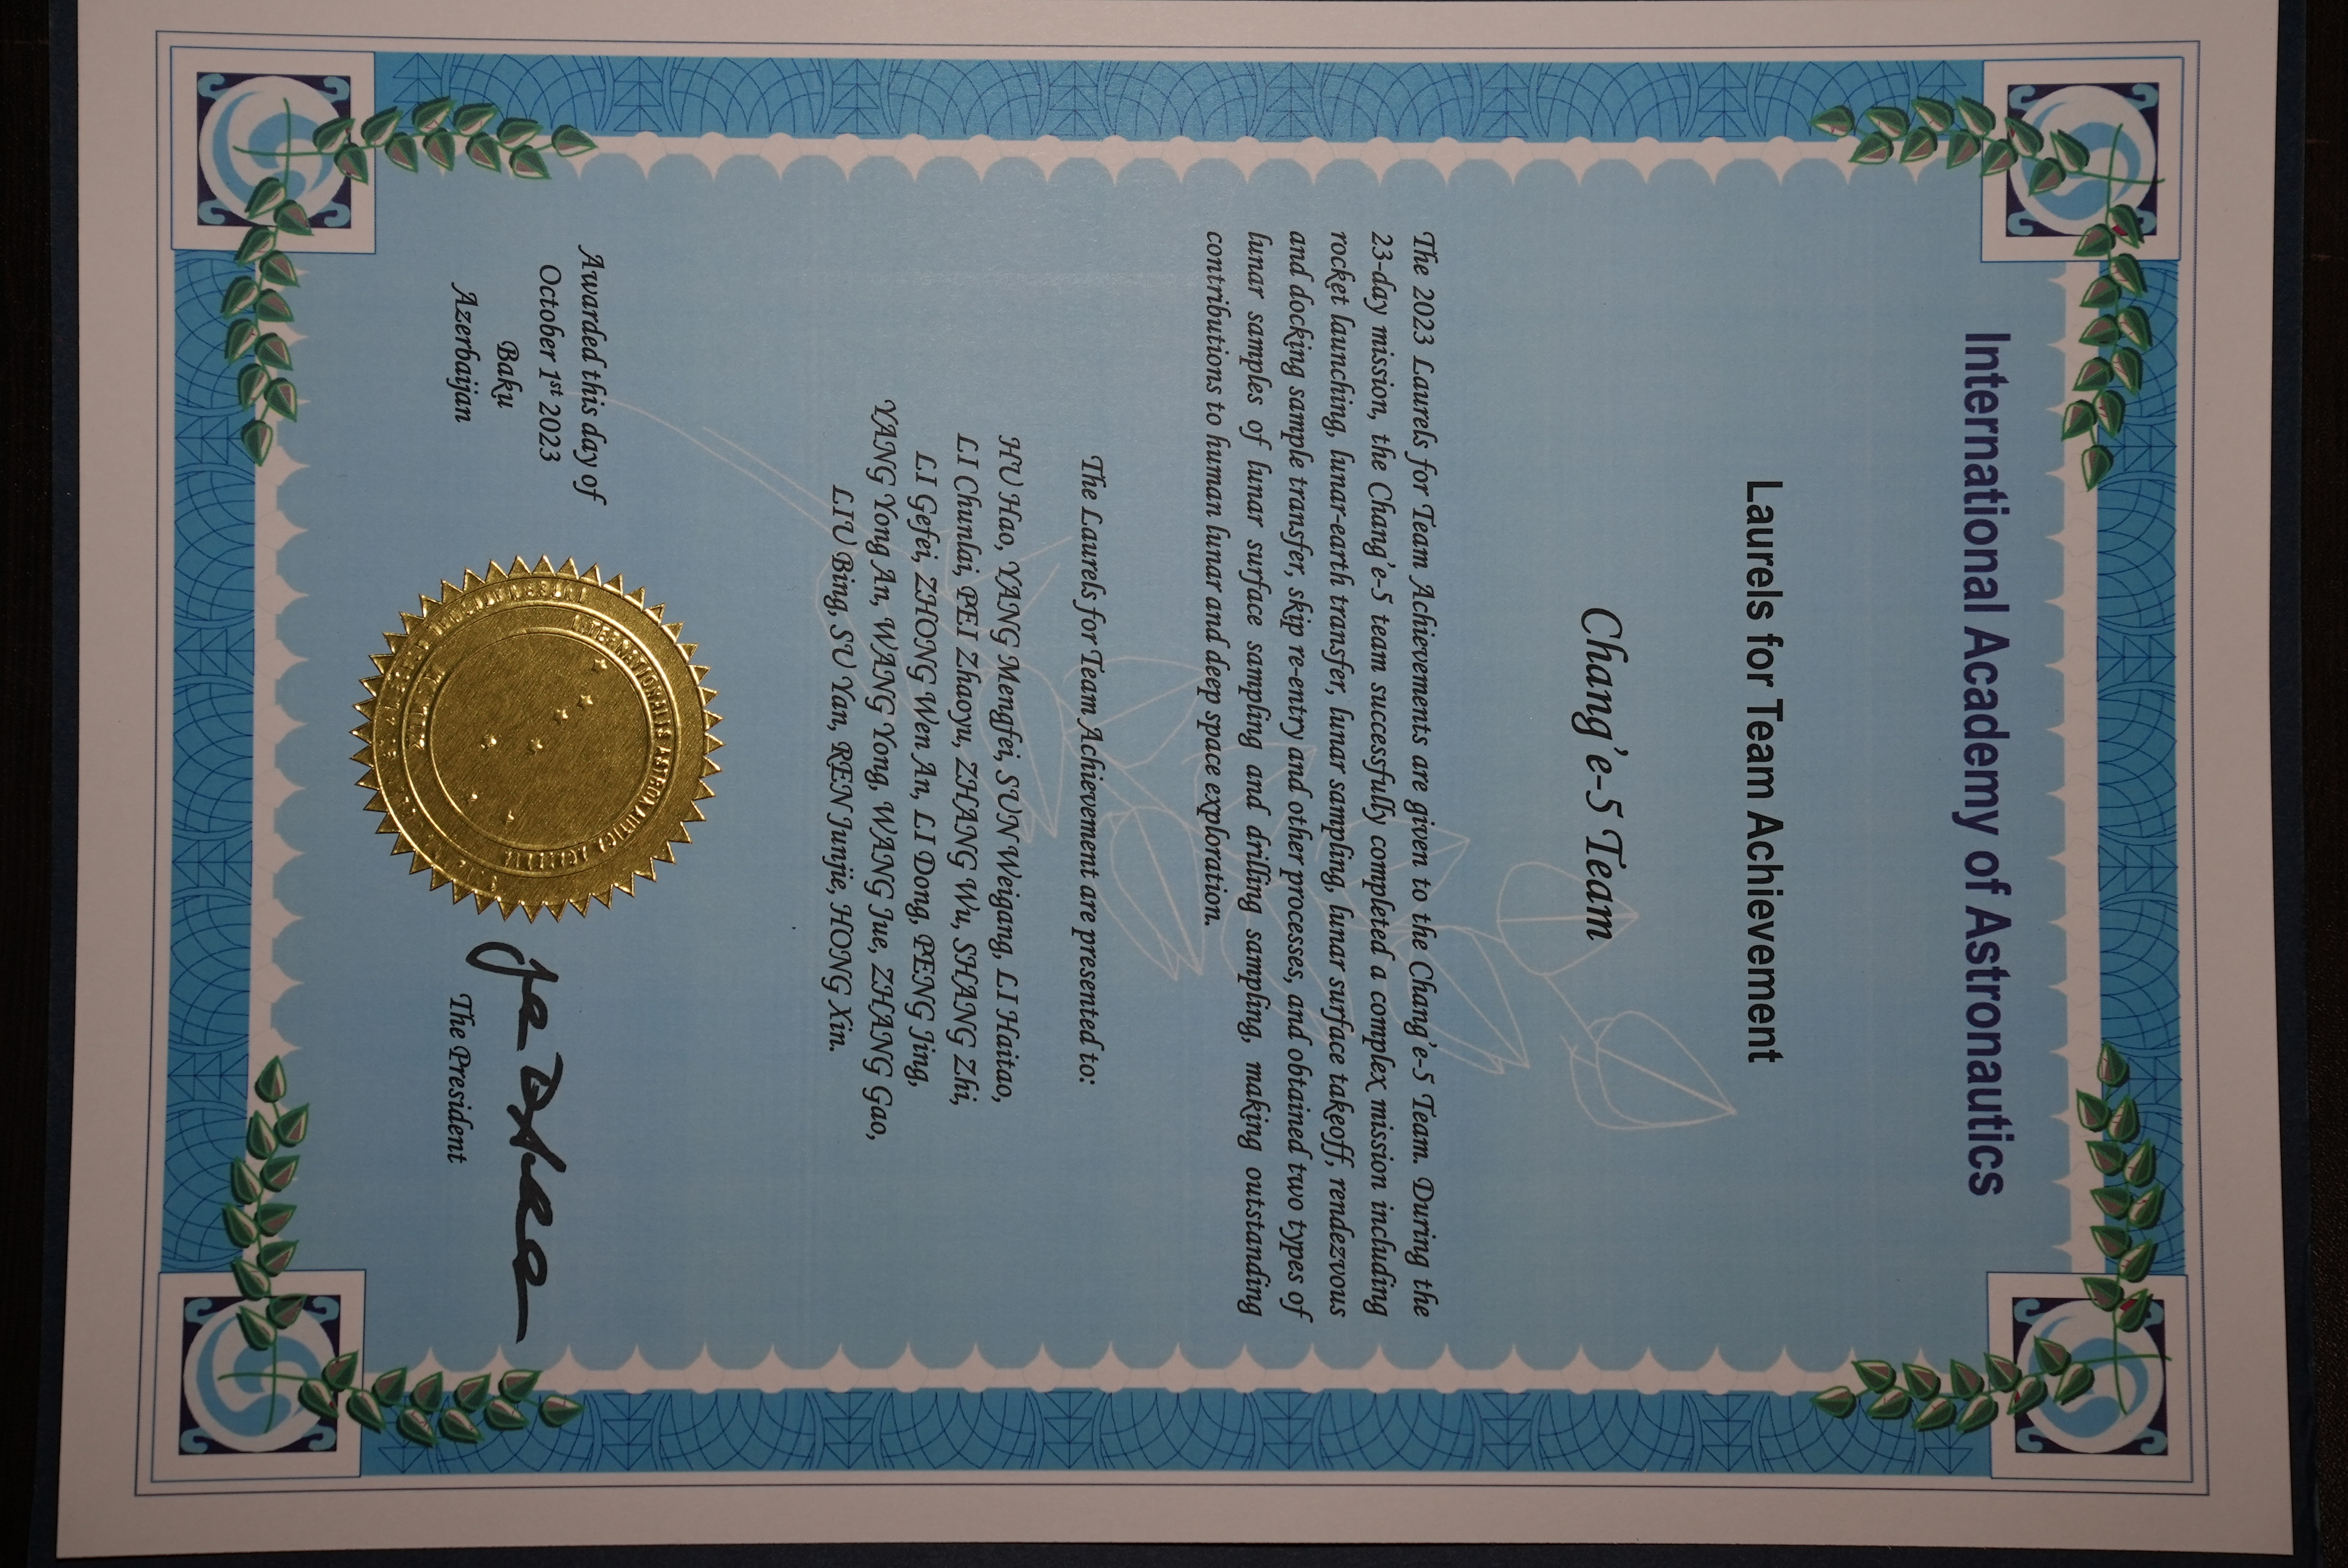 International Academy of Astronautics
Laurels for Team Achievement
Chang'e-5 Team
The 2023 Laurels for Team Achievements are given to the Chang'e-5 Team. During the
23-day mission, the Chang'e-5 team successfully completed a complex mission including
rocket launching, lunar-earth transfer, lunar sampling, lunar surface takeoff, rendezvous
and docking sample transfer, skip re-entry and other processes, and obtained two types of
lunar samples of lunar surface sampling and drilling sampling, making outstanding
contributions to human lunar and deep space exploration.
The Laurels for Team Achievement are presented to:
HU Hao, YANG Mengfei, SUN Weigang, LI Haitao,
LI Chunlai, PEI Zhaoyu, ZHANG Wu, SHANG Zhi,
LI Gefei, ZHONG Wen An, LI Dong, PENG Jing,
YANG Yong An, WANG Yong, WANG Jue, ZHANG Gao,
LIU Bing, SU Yan, REN Junjie, HONG Xin.
Awarded this day of
October 1st 2023
Baku
Azerbaijan
The President